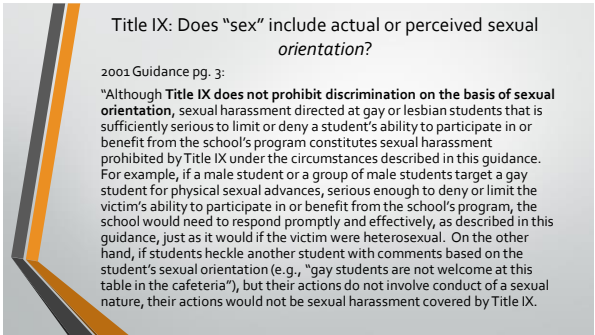 Title IX: Does “sex” include actual or perceived sexual
orientation?
2001 Guidance pg. 3:
“Although Title IX does not prohibit discrimination on the basis of sexual
orientation, sexual harassment directed at gay or lesbian students that is
sufficiently serious to limit or deny a student’s ability to participate in or
benefit from the school’s program constitutes sexual harassment
prohibited by Title IX under the circumstances described in this guidance.
For example, if a male student or a group of male students target a gay
student for physical sexual advances, serious enough to deny or limit the
victim’s ability to participate in or benefit from the school’s program, the
school would need to respond promptly and effectively, as described in this
guidance, just as it would if the victim were heterosexual. On the other
hand, if students heckle another student with comments based on the
student’s sexual orientation (e.g., “gay students are not welcome at this
table in the cafeteria”), but their actions do not involve conduct of a sexual
nature, their actions would not be sexual harassment covered by Title IX.